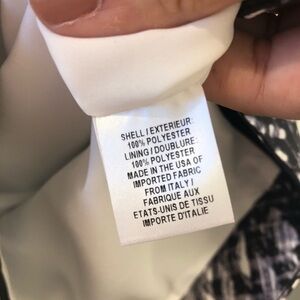 SHELL / EXTERIEUR:
100% POLYESTER
LINING / DOUBLURE:
100% POLYESTER
MADE IN THE USA OF
IMPORTED FABRIC
FROM ITALY /
FABRIQUE AUX
ETATS-UNIS DE TISSU
IMPORTE D'ITALIE